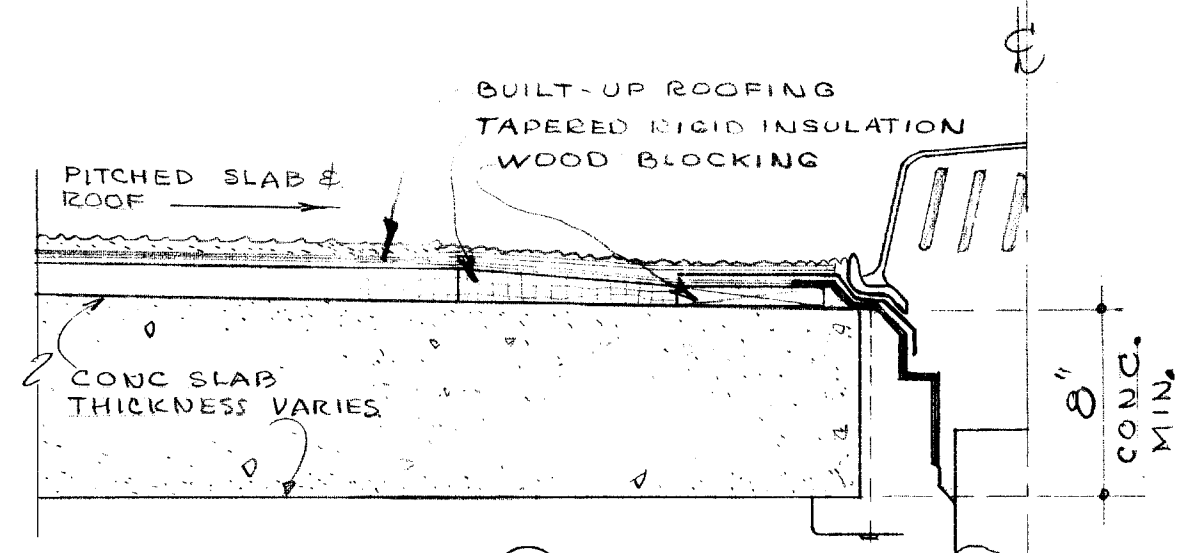 ℄
BUILT-UP ROOFING
TAPERED RIGID INSULATION
WOOD BLOCKING
PITCHED SLAB &
ROOF
CONC SLAB
THICKNESS VARIES
8"
CONC.
MIN.